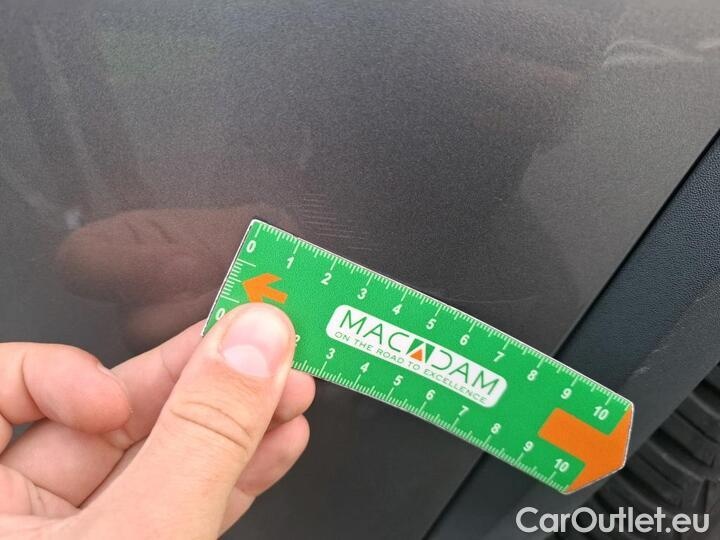 0 1 2 3 4 5 6 7 8 9 10
MACADAM
ON THE ROAD TO EXCELLENCE
0 2 3 4 5 6 7 8 9 10
CarOutlet.eu